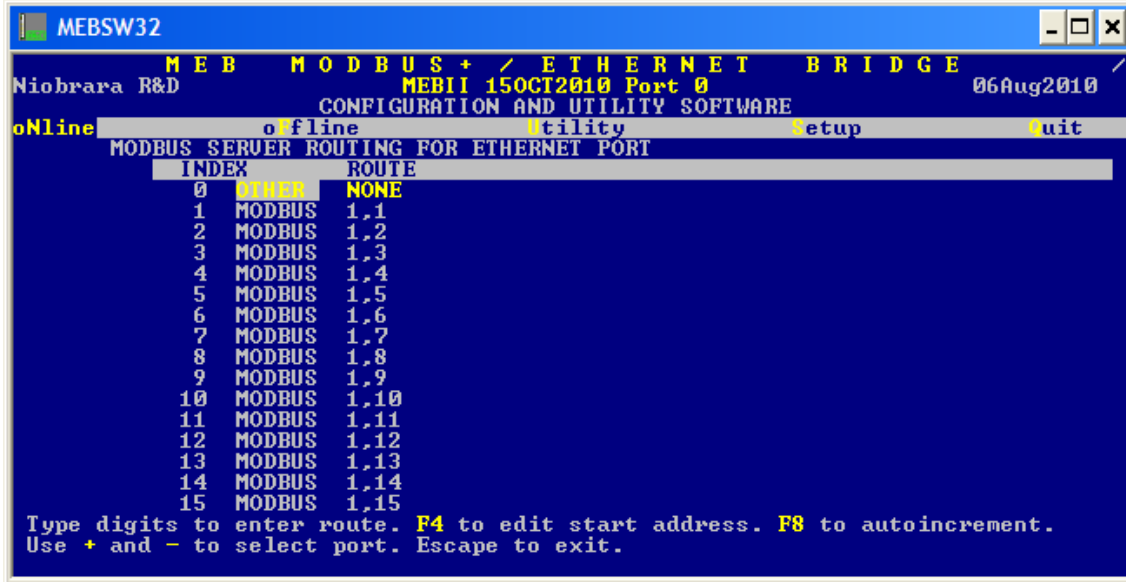 MEBSW32
M E B M O D B U S + / E T H E R N E T B R I D G E /
Niobrara R&D MEBII 15OCT2010 Port 0 06Aug2010
CONFIGURATION AND UTILITY SOFTWARE
oNline oFfline Utility Setup Quit
MODBUS SERVER ROUTING FOR ETHERNET PORT
INDEX ROUTE
0 OTHER NONE
1 MODBUS 1,1
2 MODBUS 1,2
3 MODBUS 1,3
4 MODBUS 1,4
5 MODBUS 1,5
6 MODBUS 1,6
7 MODBUS 1,7
8 MODBUS 1,8
9 MODBUS 1,9
10 MODBUS 1,10
11 MODBUS 1,11
12 MODBUS 1,12
13 MODBUS 1,13
14 MODBUS 1,14
15 MODBUS 1,15
Type digits to enter route. F4 to edit start address. F8 to autoincrement.
Use + and - to select port. Escape to exit.